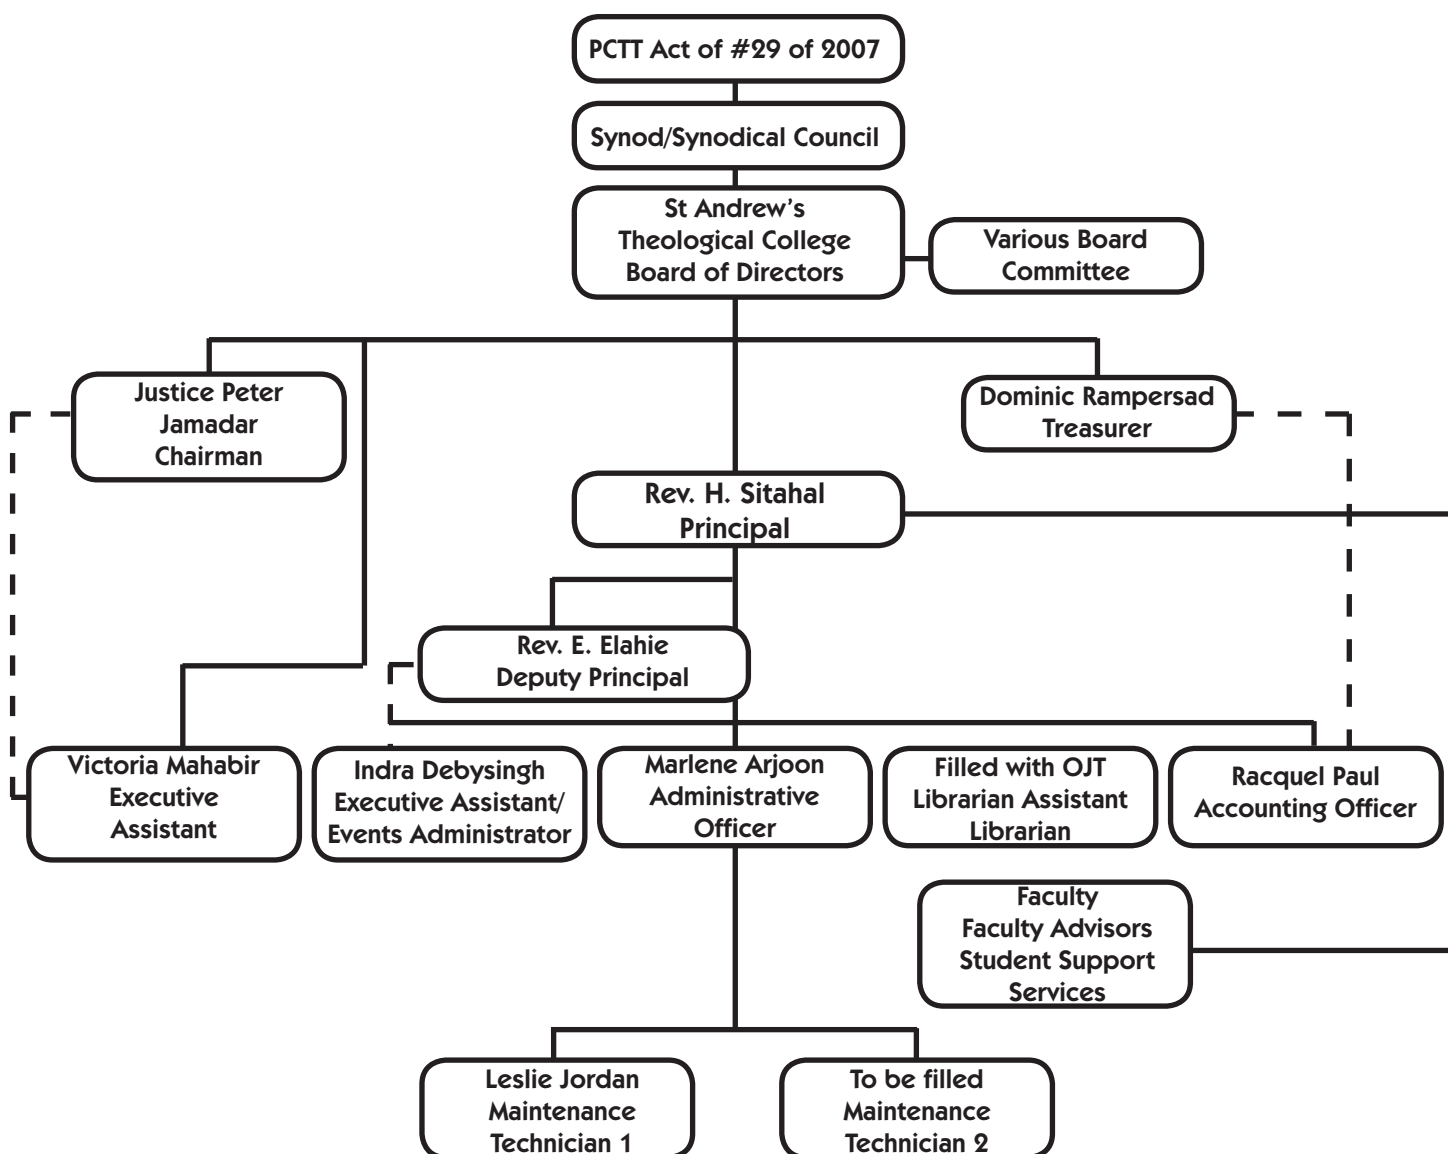 PCTT Act of #29 of 2007
Synod/Synodical Council
St Andrew's
Theological College
Board of Directors
Various Board
Committee
Justice Peter
Jamadar
Chairman
Dominic Rampersad
Treasurer
Rev. H. Sitahal
Principal
Rev. E. Elahie
Deputy Principal
Victoria Mahabir
Executive
Assistant
Indra Debysingh
Executive Assistant/
Events Administrator
Marlene Arjoon
Administrative
Officer
Filled with OJT
Librarian Assistant
Librarian
Racquel Paul
Accounting Officer
Faculty
Faculty Advisors
Student Support
Services
Leslie Jordan
Maintenance
Technician 1
To be filled
Maintenance
Technician 2